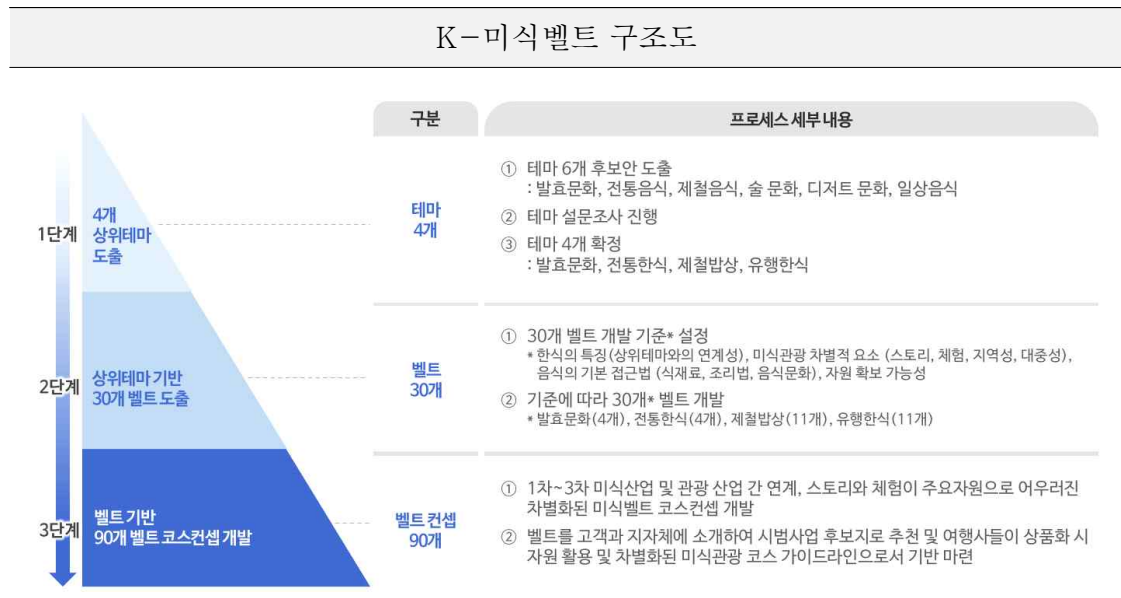 K-미식벨트 구조도
구분
프로세스 세부 내용
1단계
4개
상위테마
도출
테마
4개
① 테마 6개 후보안 도출
: 발효문화, 전통음식, 제철음식, 술 문화, 디저트 문화, 일상음식
② 테마 설문조사 진행
③ 테마 4개 확정
: 발효문화, 전통한식, 제철밥상, 유행한식
2단계
상위테마 기반
30개 벨트 도출
벨트
30개
① 30개 벨트 개발 기준* 설정
* 한식의 특징(상위테마와의 연계성), 미식관광 차별적 요소 (스토리, 체험, 지역성, 대중성),
음식의 기본 접근법 (식재료, 조리법, 음식문화), 자원 확보 가능성
② 기준에 따라 30개* 벨트 개발
* 발효문화(4개), 전통한식(4개), 제철밥상(11개), 유행한식(11개)
3단계
벨트 기반
90개 벨트 코스컨셉 개발
벨트 컨셉
90개
① 1차~3차 미식산업 및 관광 산업 간 연계, 스토리와 체험이 주요자원으로 어우러진
차별화된 미식벨트 코스컨셉 개발
② 벨트를 고객과 지자체에 소개하여 시범사업 후보지로 추천 및 여행사들이 상품화 시
자원 활용 및 차별화된 미식관광 코스 가이드라인으로서 기반 마련